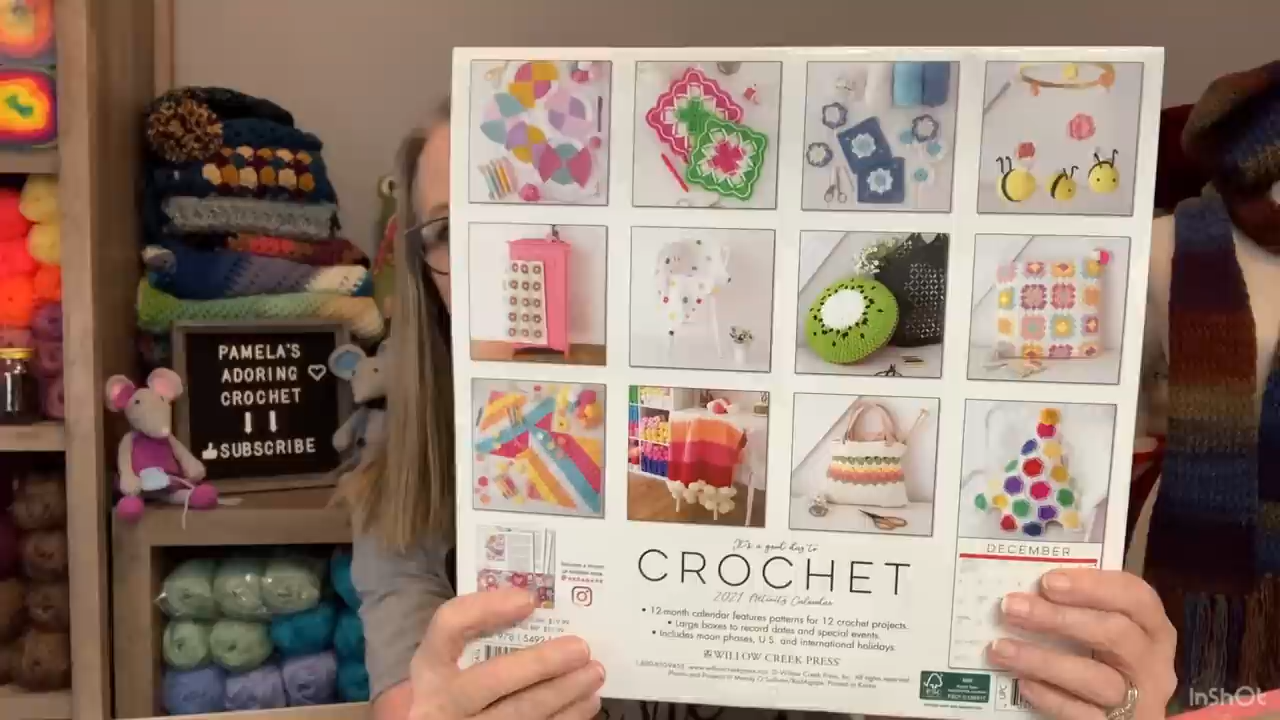 PAMELA'S
ADORING
CROCHET
SUBSCRIBE
It's a good day to
CROCHET
2021 Activity Calendar
• 12-month calendar features patterns for 12 crochet projects.
• Large boxes to record dates and special events.
• Includes moon phases, U.S. and international holidays.
WILLOW CREEK PRESS
DECEMBER
FSC
InShOt